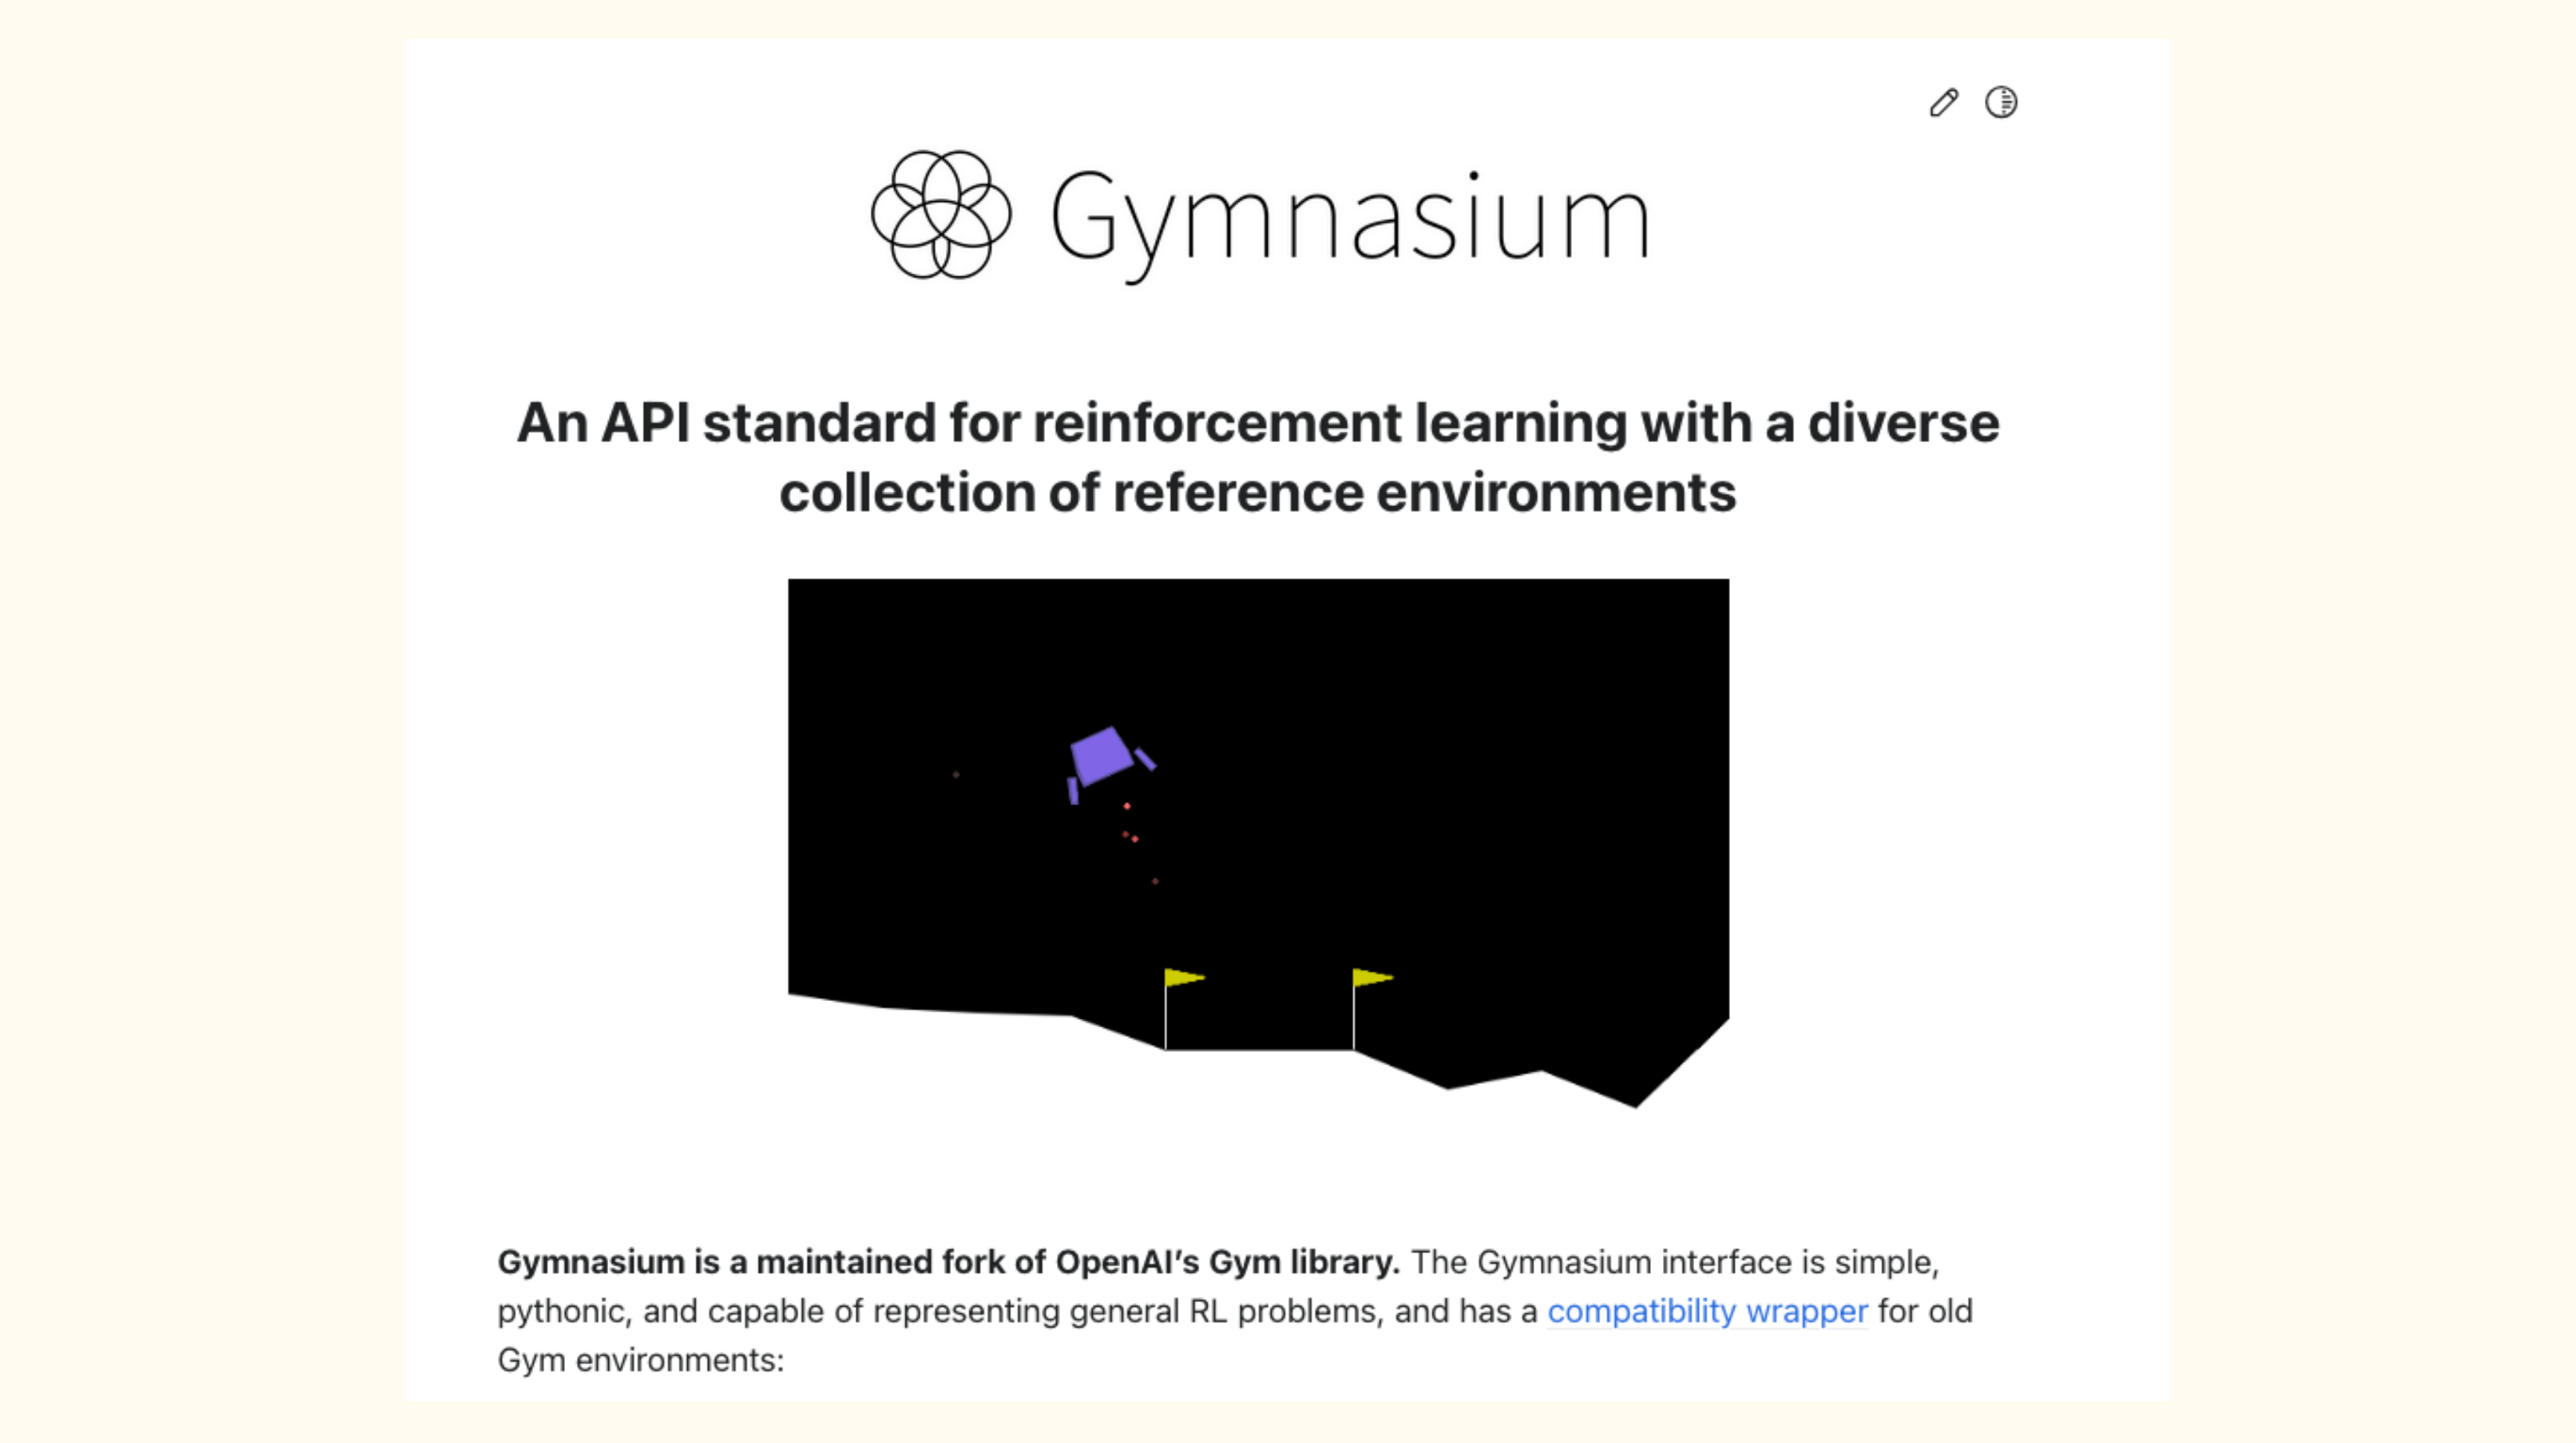 Gymnasium
An API standard for reinforcement learning with a diverse
collection of reference environments
Gymnasium is a maintained fork of OpenAI’s Gym library. The Gymnasium interface is simple,
pythonic, and capable of representing general RL problems, and has a compatibility wrapper for old
Gym environments: